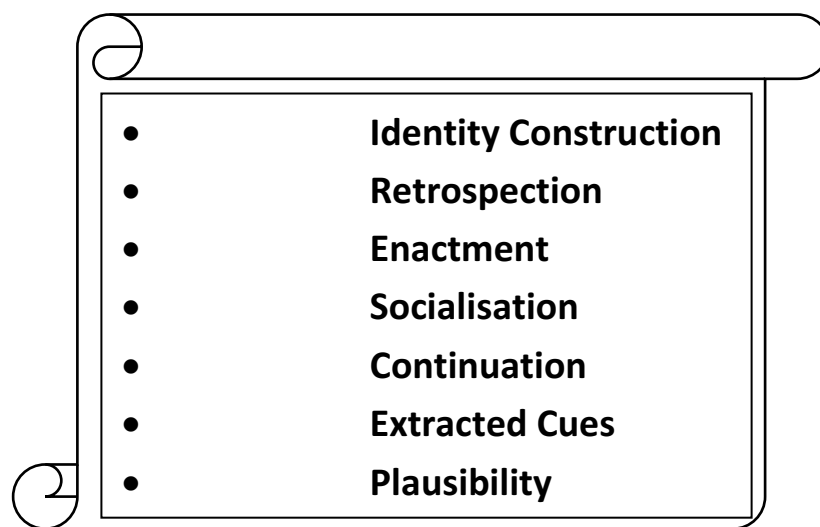 • Identity Construction
• Retrospection
• Enactment
• Socialisation
• Continuation
• Extracted Cues
• Plausibility